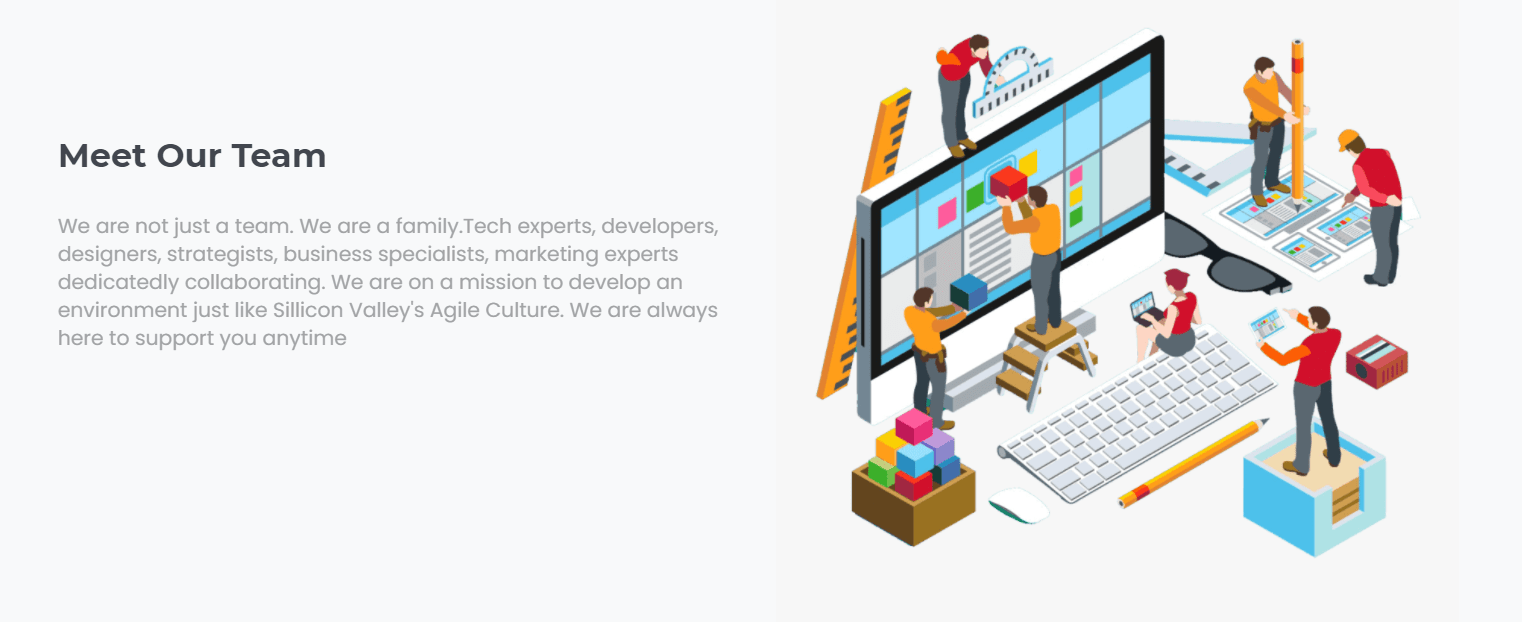 Meet Our Team
We are not just a team. We are a family.Tech experts, developers,
designers, strategists, business specialists, marketing experts
dedicatedly collaborating. We are on a mission to develop an
environment just like Sillicon Valley's Agile Culture. We are always
here to support you anytime